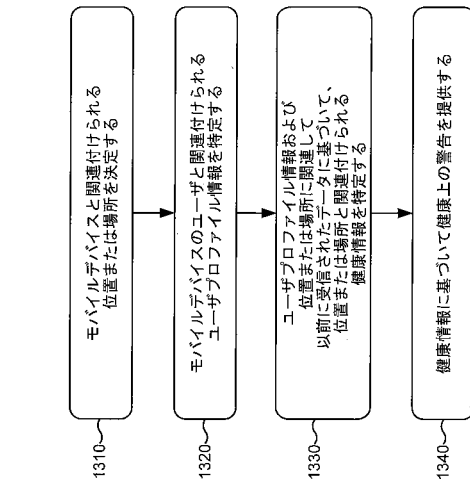 1310
モバイルデバイスと関連付けられる
位置または場所を決定する
1320
モバイルデバイスのユーザと関連付けられる
ユーザプロファイル情報を特定する
1330
ユーザプロファイル情報および
位置または場所に関連して
以前に受信されたデータに基づいて、
位置または場所と関連付けられる
健康情報を特定する
1340
健康情報に基づいて健康上の警告を提供する